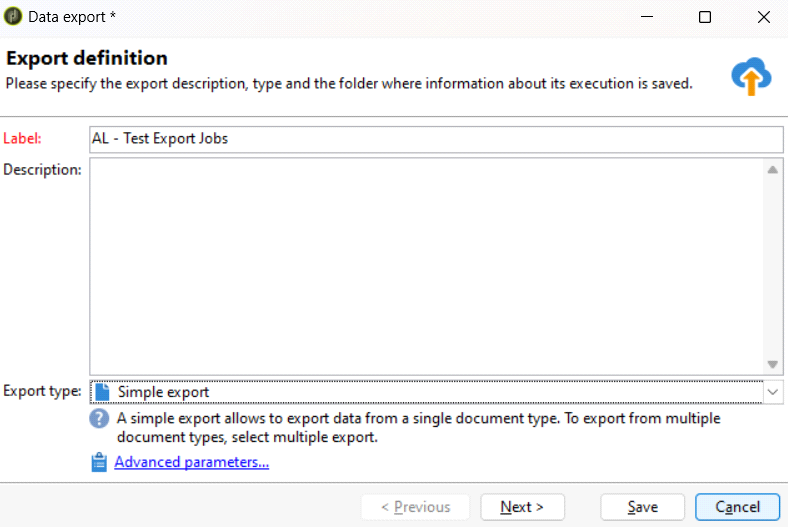 Data export *
Export definition
Please specify the export description, type and the folder where information about its execution is saved.
Label:
AL - Test Export Jobs
Description:
Export type:
Simple export
A simple export allows to export data from a single document type. To export from multiple
document types, select multiple export.
Advanced parameters...
< Previous
Next >
Save
Cancel